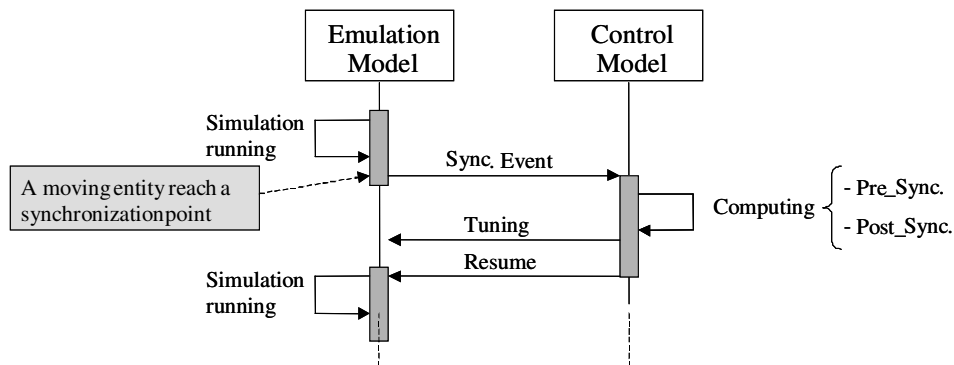 Emulation
Model
Control
Model
Simulation
running
Sync. Event
A moving entity reach a
synchronizationpoint
Computing
- Pre_Sync.
- Post_Sync.
Tuning
Resume
Simulation
running